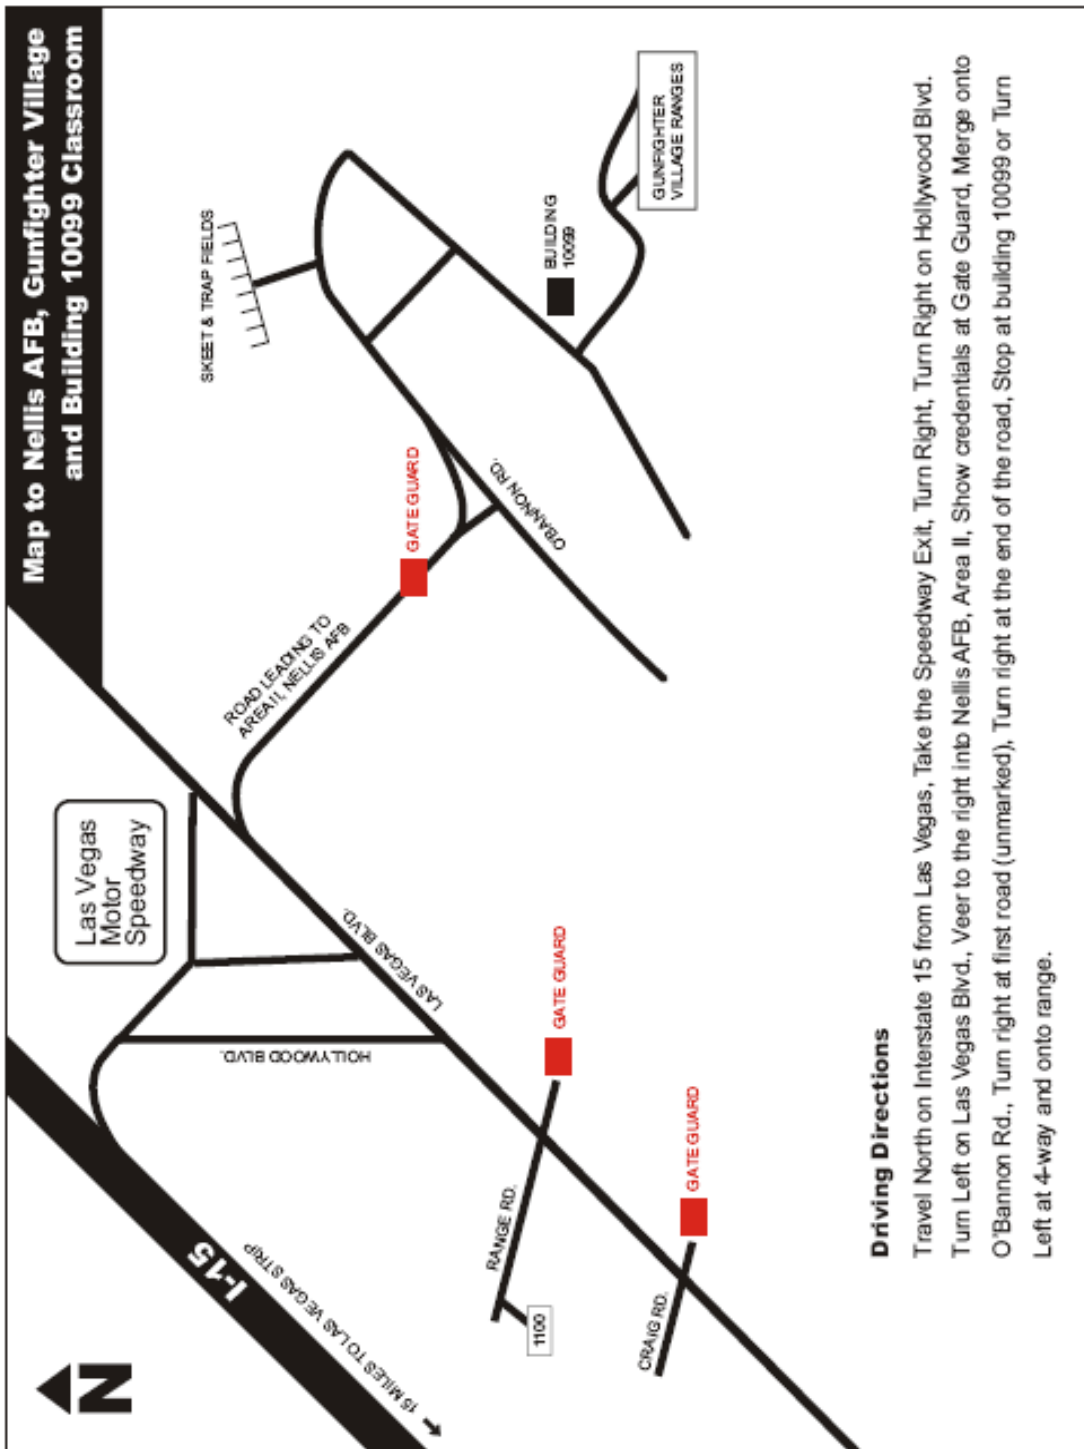 Map to Nellis AFB, Gunfighter Village
and Building 10099 Classroom
N
I-15
15 MILES TO LAS VEGAS STRIP
Las Vegas
Motor
Speedway
HOLLYWOOD BLVD.
LAS VEGAS BLVD.
ROAD LEADING TO
AREA II, NELLIS AFB
GATE GUARD
SKEET & TRAP FIELDS
O'BANNON RD.
BUILDING
10099
GUNFIGHTER
VILLAGE RANGES
RANGE RD.
1100
GATE GUARD
CRAIG RD.
GATE GUARD
Driving Directions
Travel North on Interstate 15 from Las Vegas, Take the Speedway Exit, Turn Right, Turn Right on Hollywood Blvd.
Turn Left on Las Vegas Blvd., Veer to the right into Nellis AFB, Area II, Show credentials at Gate Guard, Merge onto
O'Bannon Rd., Turn right at first road (unmarked), Turn right at the end of the road, Stop at building 10099 or Turn
Left at 4-way and onto range.